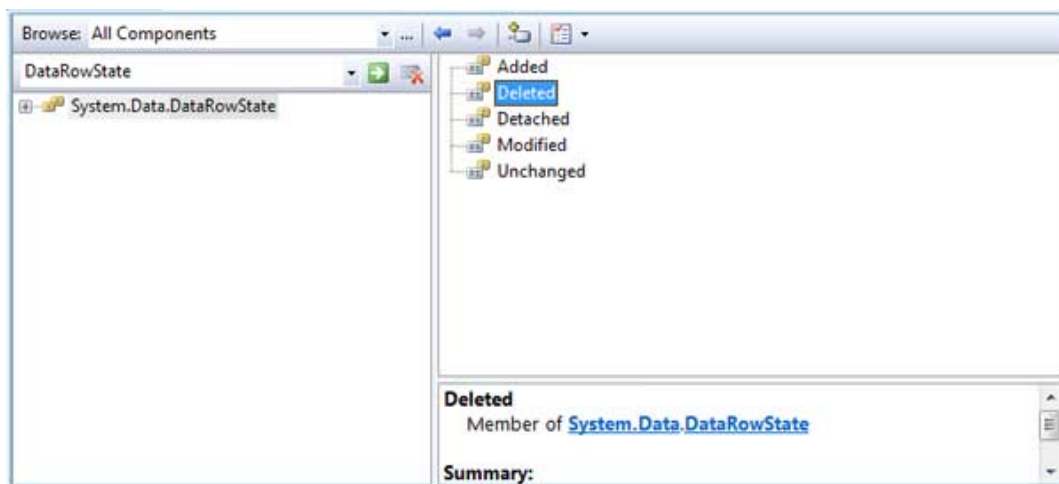 Browse: All Components ...
DataRowState
System.Data.DataRowState
Added
Deleted
Detached
Modified
Unchanged
Deleted
Member of System.Data.DataRowState
Summary: